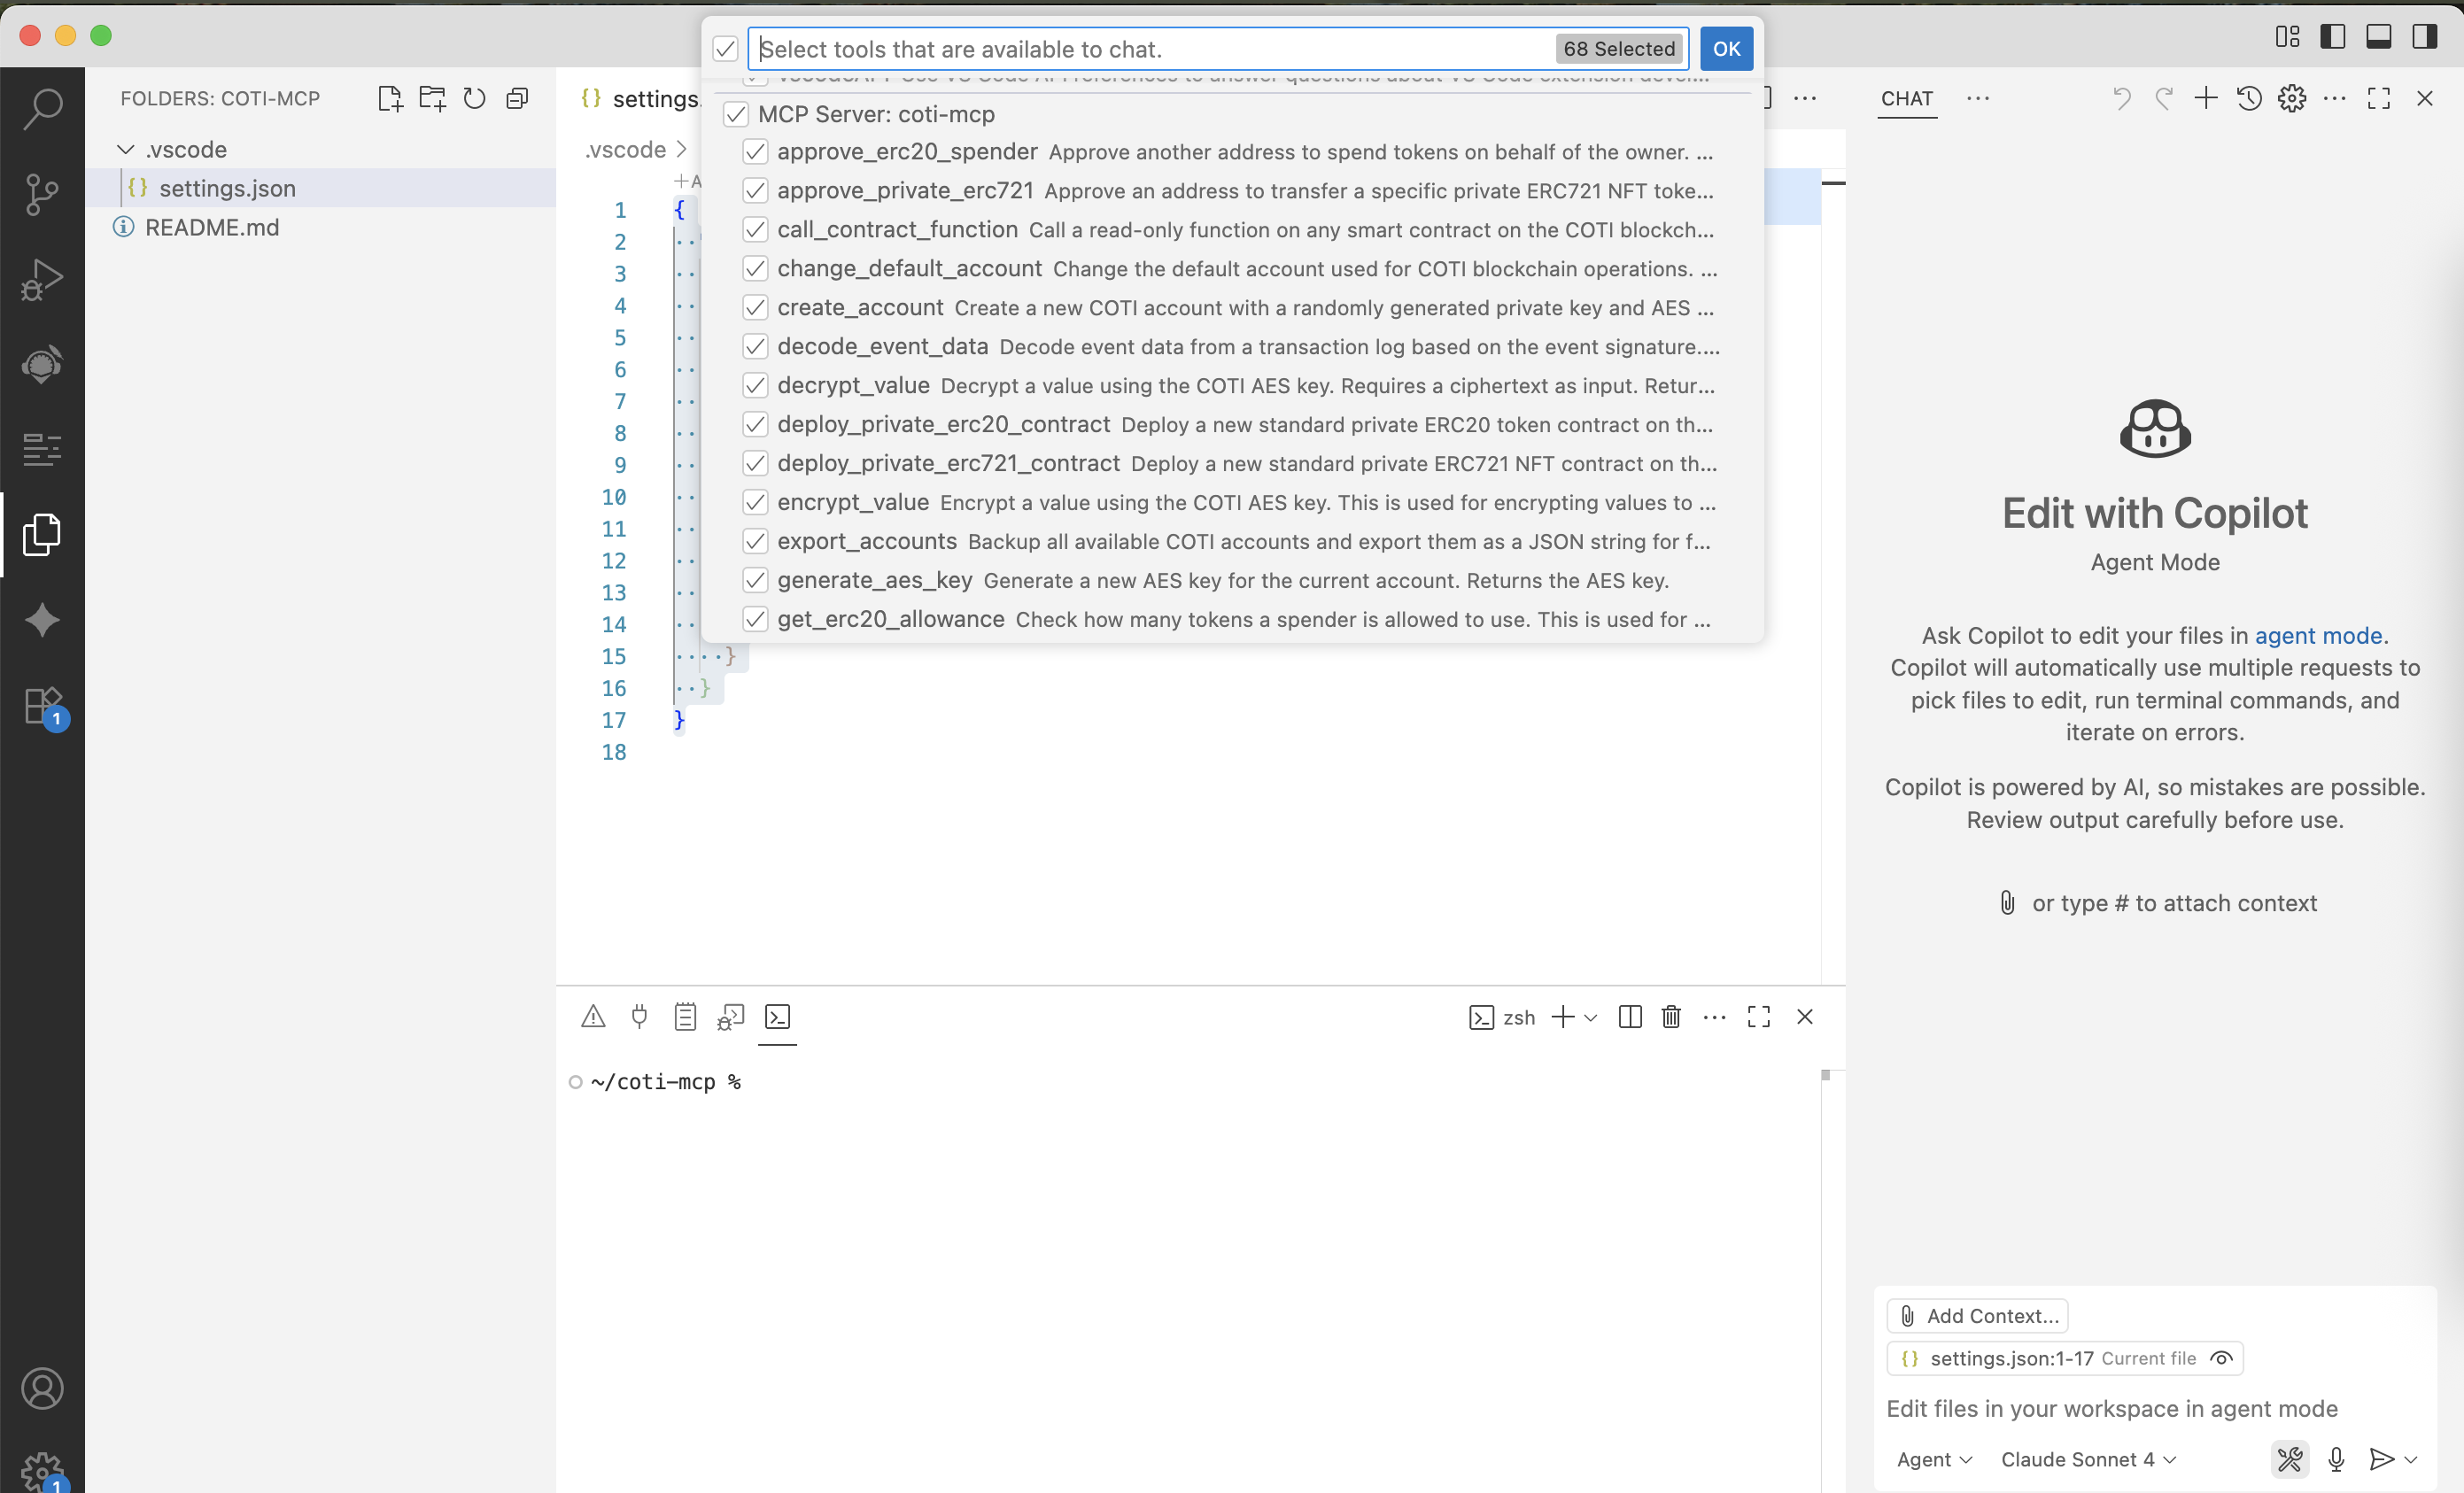 Select tools that are available to chat.
68 Selected
OK
MCP Server: coti-mcp
approve_erc20_spender Approve another address to spend tokens on behalf of the owner. ...
approve_private_erc721 Approve an address to transfer a specific private ERC721 NFT toke...
call_contract_function Call a read-only function on any smart contract on the COTI blockch...
change_default_account Change the default account used for COTI blockchain operations. ...
create_account Create a new COTI account with a randomly generated private key and AES ...
decode_event_data Decode event data from a transaction log based on the event signature....
decrypt_value Decrypt a value using the COTI AES key. Requires a ciphertext as input. Retur...
deploy_private_erc20_contract Deploy a new standard private ERC20 token contract on th...
deploy_private_erc721_contract Deploy a new standard private ERC721 NFT contract on th...
encrypt_value Encrypt a value using the COTI AES key. This is used for encrypting values to ...
export_accounts Backup all available COTI accounts and export them as a JSON string for f...
generate_aes_key Generate a new AES key for the current account. Returns the AES key.
get_erc20_allowance Check how many tokens a spender is allowed to use. This is used for ...
FOLDERS: COTI-MCP
.vscode
{} settings.json
README.md
1
1
{} settings.
.vscode >
1 {
2
3
4
5
6
7
8
9
10
11
12
13
14
15 }
16 }
17 }
18
zsh
~/coti-mcp %
CHAT
Edit with Copilot
Agent Mode
Ask Copilot to edit your files in agent mode.
Copilot will automatically use multiple requests to
pick files to edit, run terminal commands, and
iterate on errors.
Copilot is powered by AI, so mistakes are possible.
Review output carefully before use.
or type # to attach context
Add Context...
{} settings.json:1-17 Current file
Edit files in your workspace in agent mode
Agent
Claude Sonnet 4